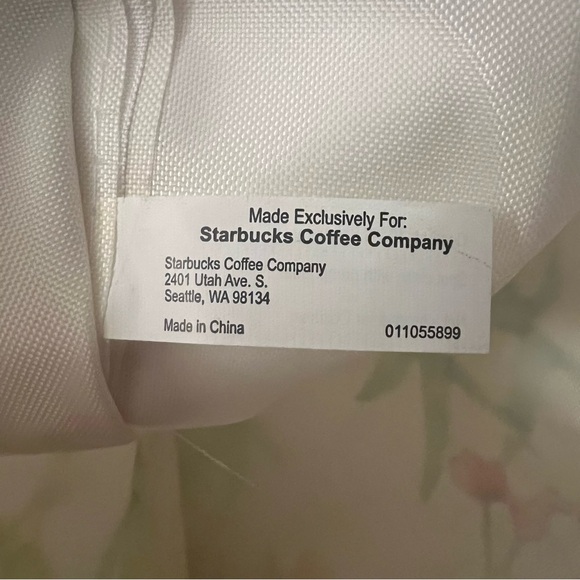 Made Exclusively For:
Starbucks Coffee Company
Starbucks Coffee Company
2401 Utah Ave. S.
Seattle, WA 98134
Made in China 011055899